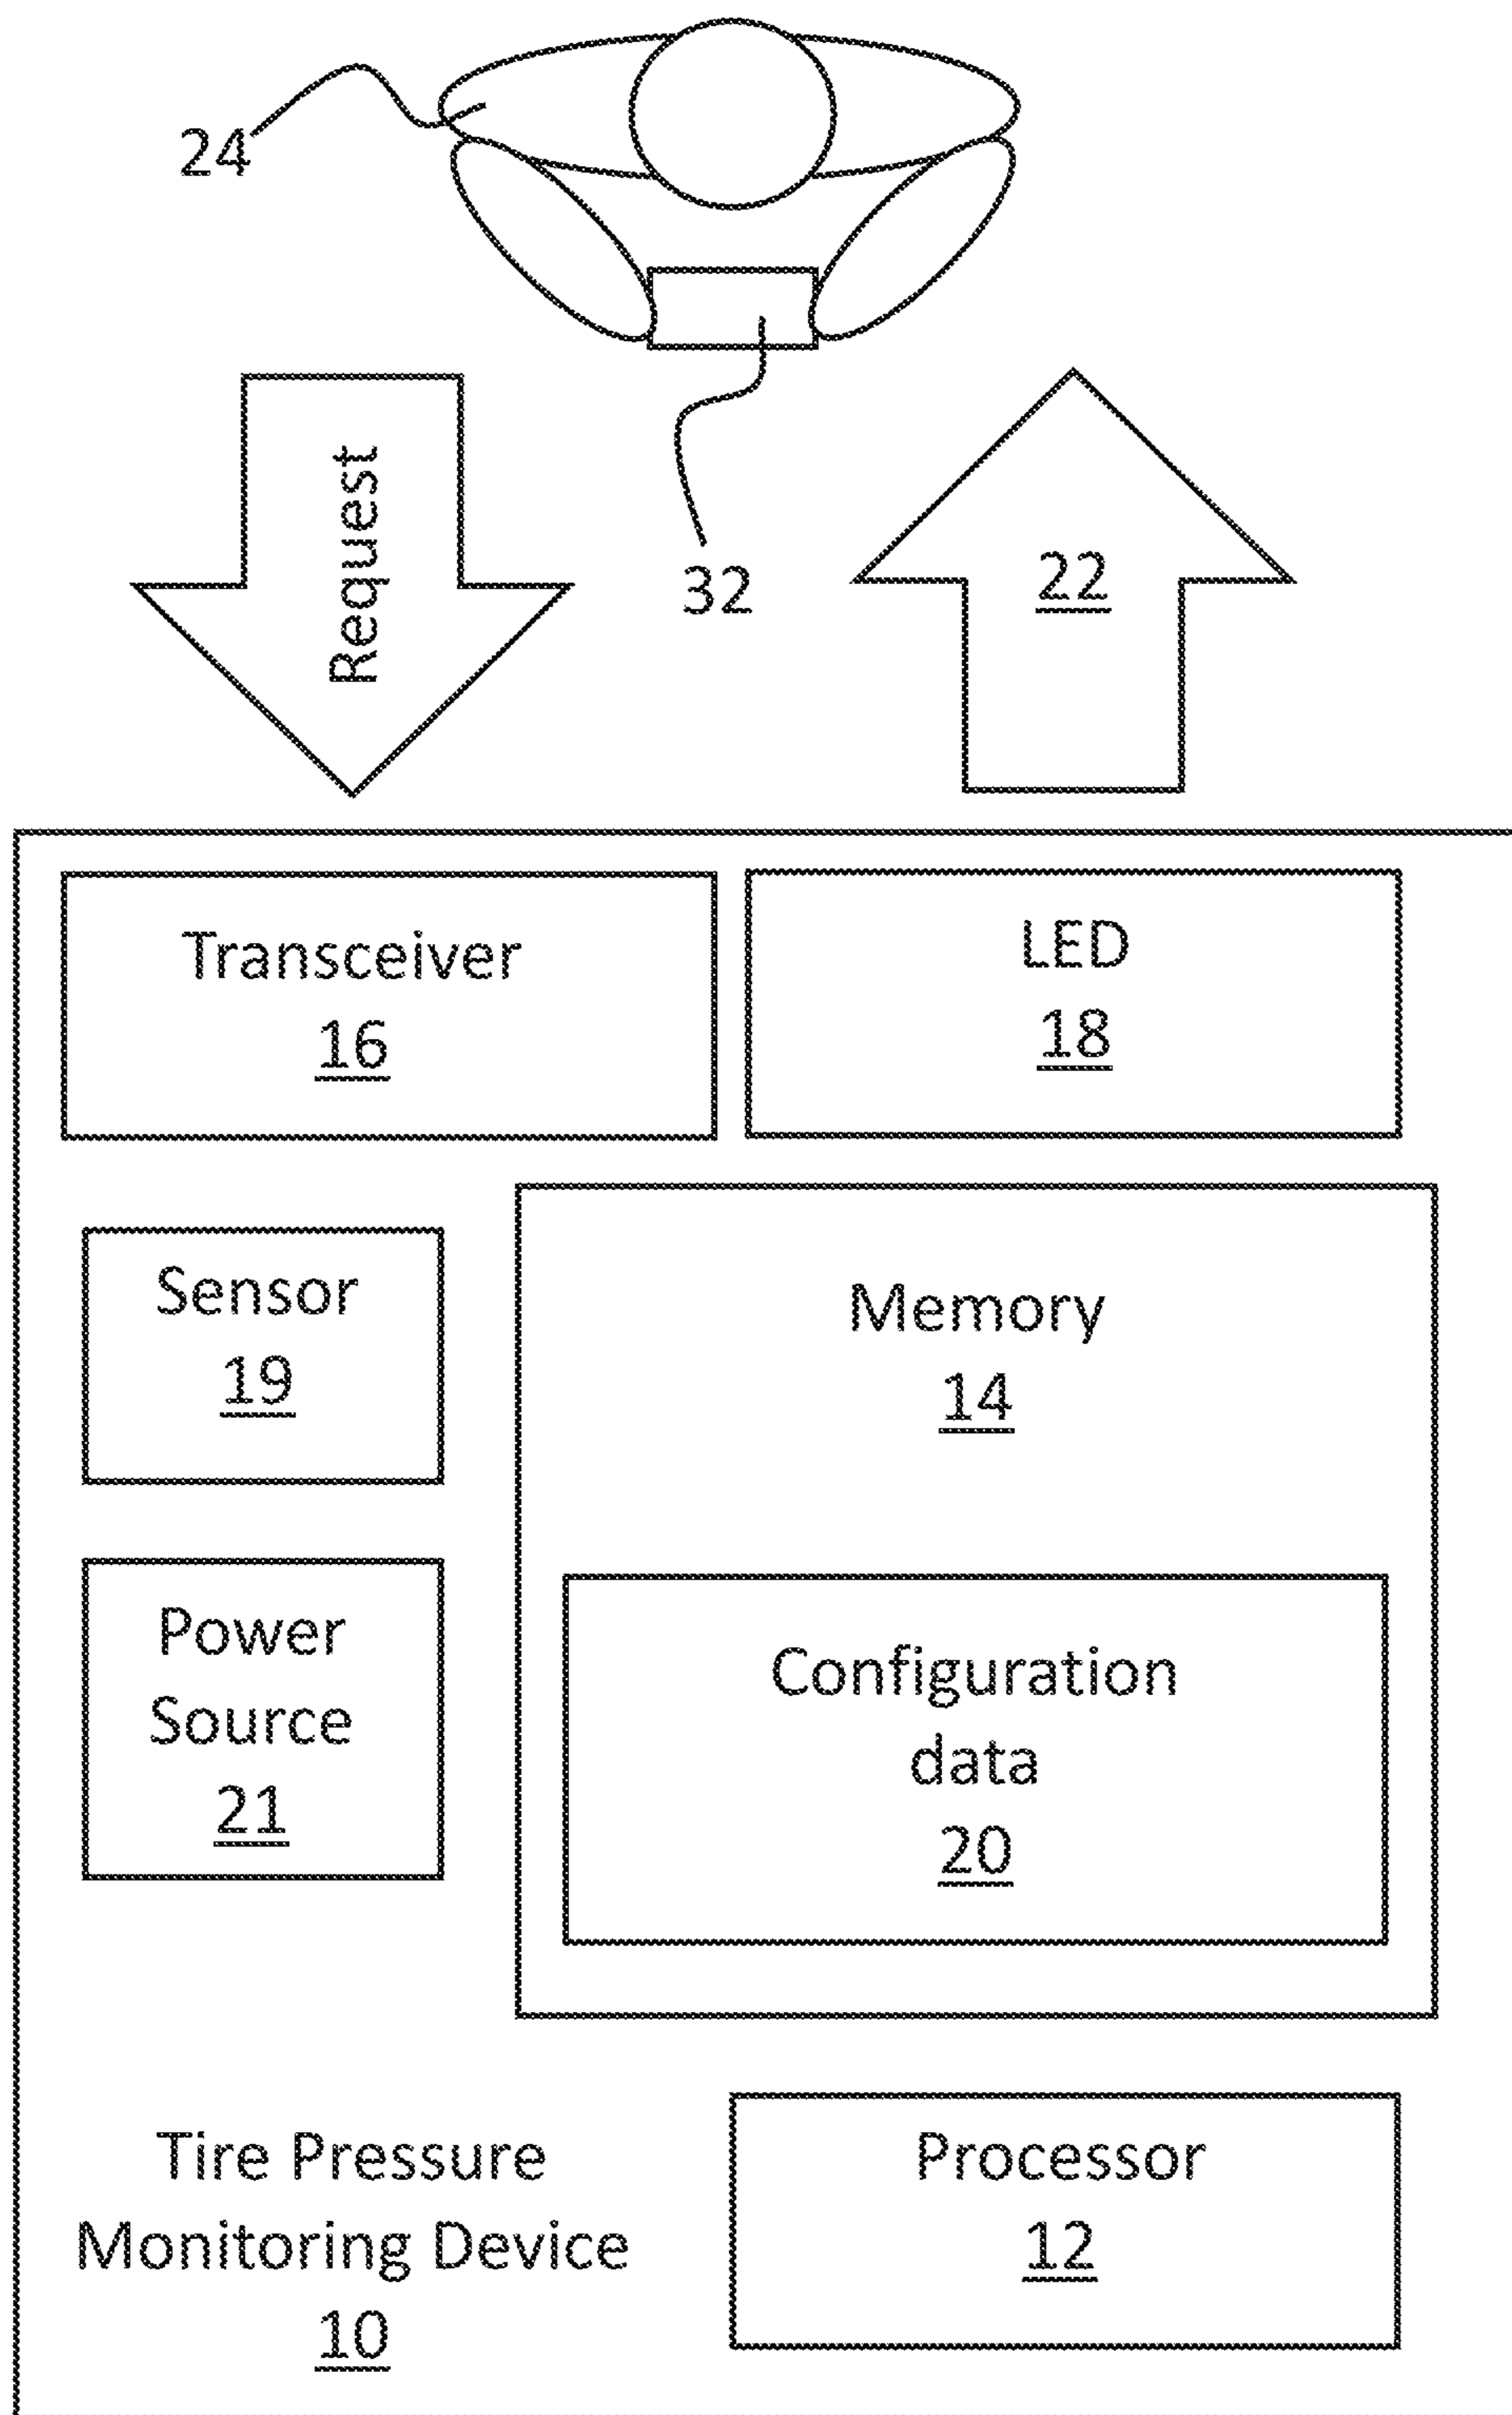 24
Request
32
22
Transceiver
16
LED
18
Sensor
19
Memory
14
Power
Source
21
Configuration
data
20
Tire Pressure
Monitoring Device
10
Processor
12